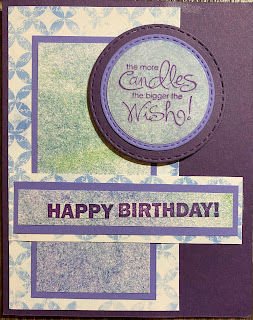 the more
Candles
the bigger the
Wish!
HAPPY BIRTHDAY!